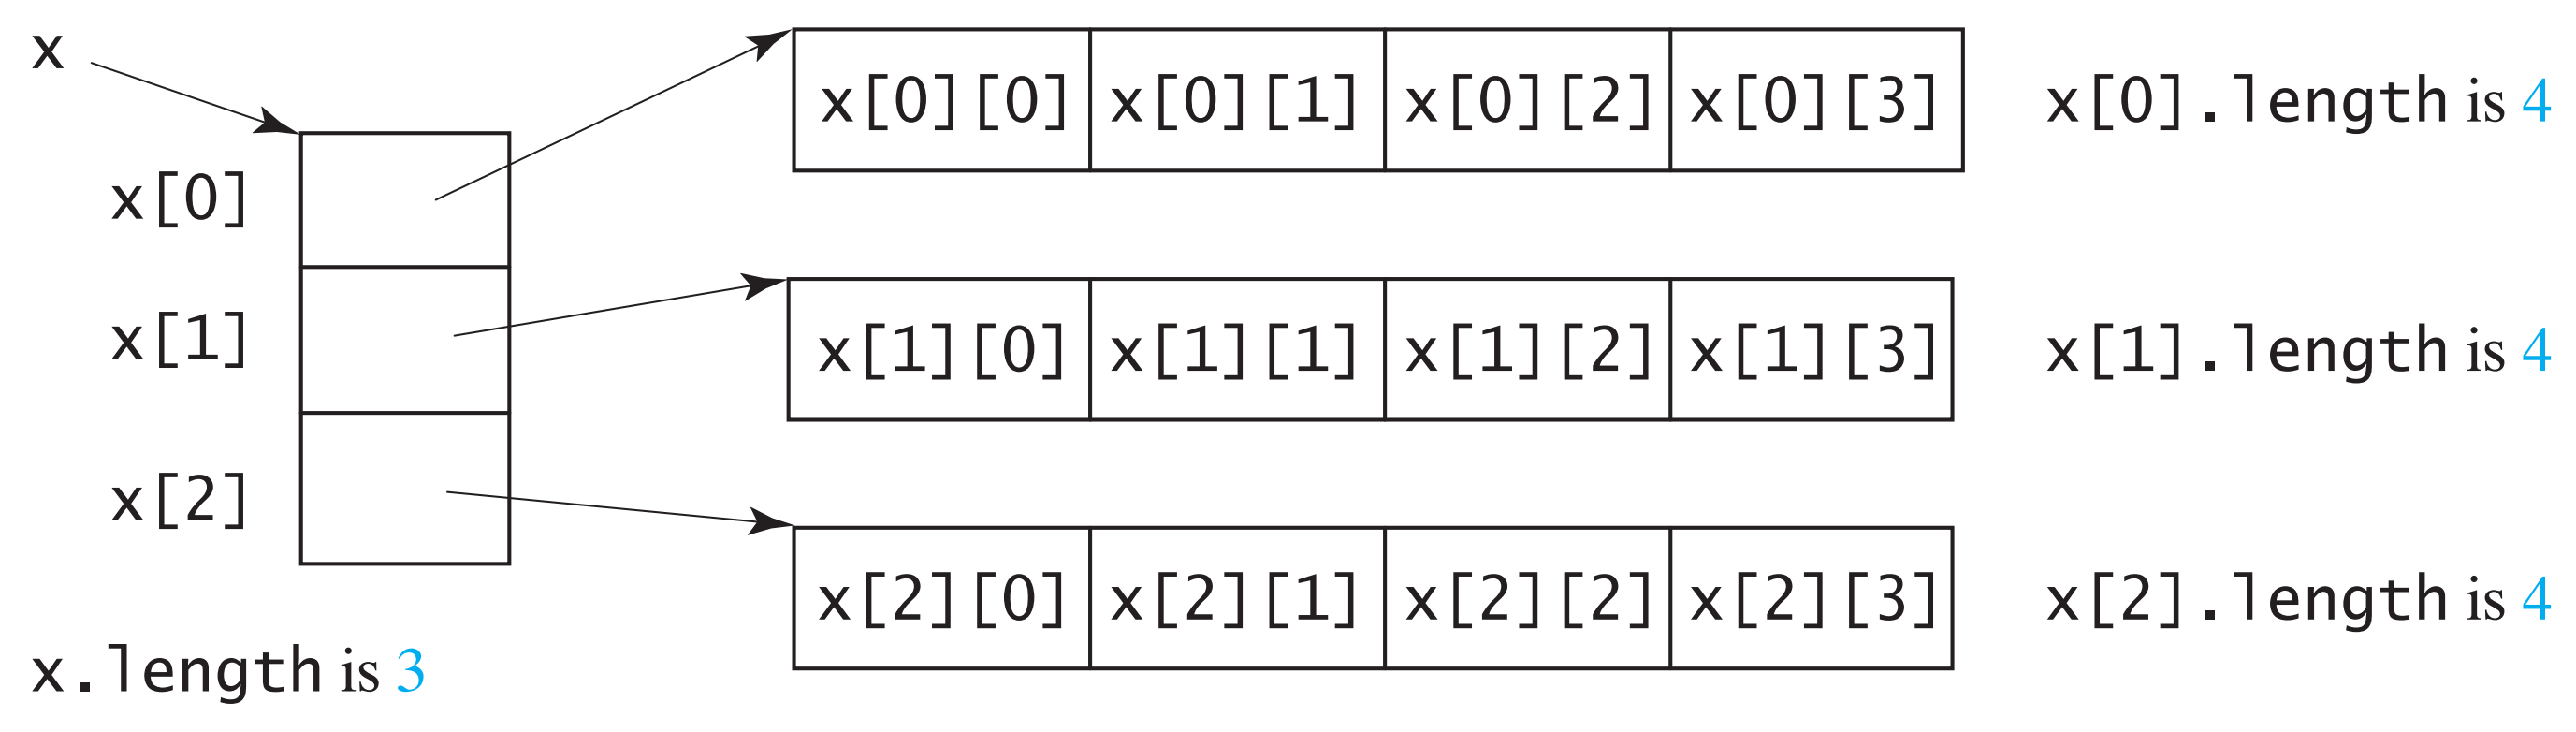 x
x[0][0] x[0][1] x[0][2] x[0][3] x[0].length is 4
x[0]
x[1]
x[1][0] x[1][1] x[1][2] x[1][3] x[1].length is 4
x[2]
x[2][0] x[2][1] x[2][2] x[2][3] x[2].length is 4
x.length is 3